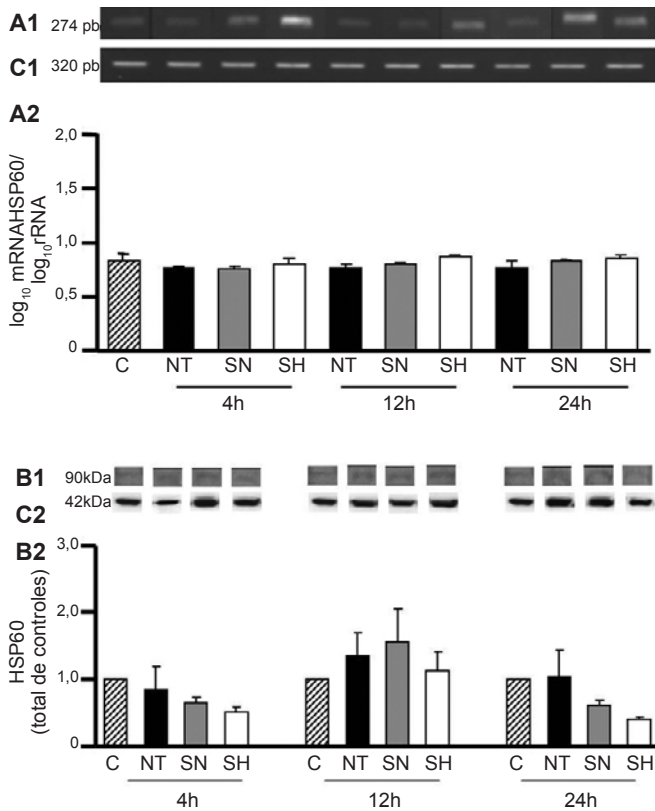 A1 274 pb
C1 320 pb
A2
log10 mRNAHSP60/
log10rRNA
2,0
1,5
1,0
0,5
0
C NT SN SH NT SN SH NT SN SH
4h 12h 24h
B1 90kDa
C2 42kDa
B2
HSP60
(total de controles)
3,0
2,0
1,0
0
C NT SN SH C NT SN SH C NT SN SH
4h 12h 24h